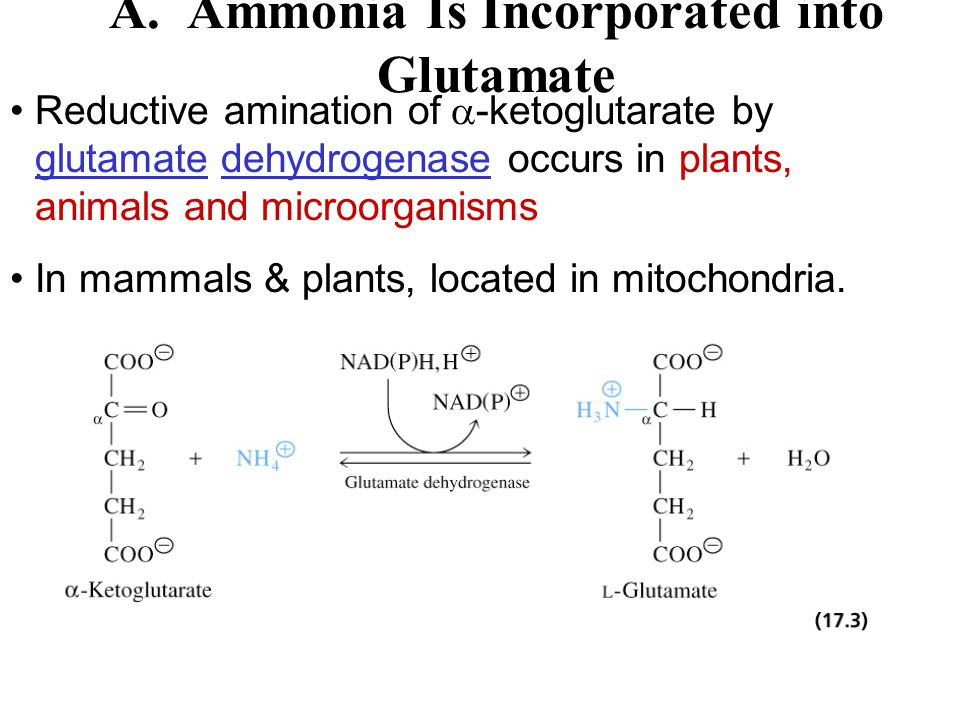 A. Ammonia Is Incorporated into
Glutamate
• Reductive amination of α-ketoglutarate by
glutamate dehydrogenase occurs in plants,
animals and microorganisms
• In mammals & plants, located in mitochondria.
COO⊖
αC=O
CH₂
CH₂
COO⊖
α-Ketoglutarate
+
NH₄⊕
NAD(P)H, H⊕
NAD(P)⊕
Glutamate dehydrogenase
COO⊖
H₃N⊕—αC—H
CH₂
CH₂
COO⊖
L-Glutamate
+
H₂O
(17.3)